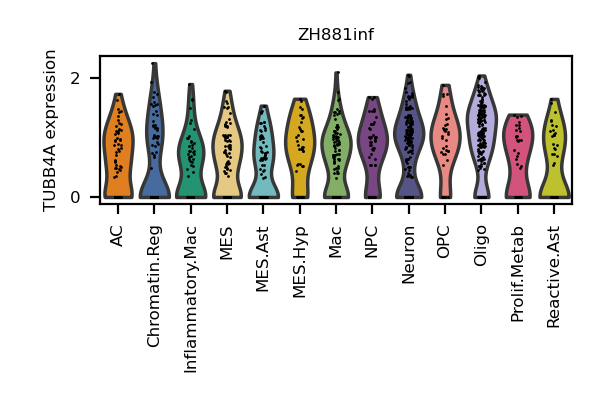 ZH881inf
TUBB4A expression
2
0
AC
Chromatin.Reg
Inflammatory.Mac
MES
MES.Ast
MES.Hyp
Mac
NPC
Neuron
OPC
Oligo
Prolif.Metab
Reactive.Ast